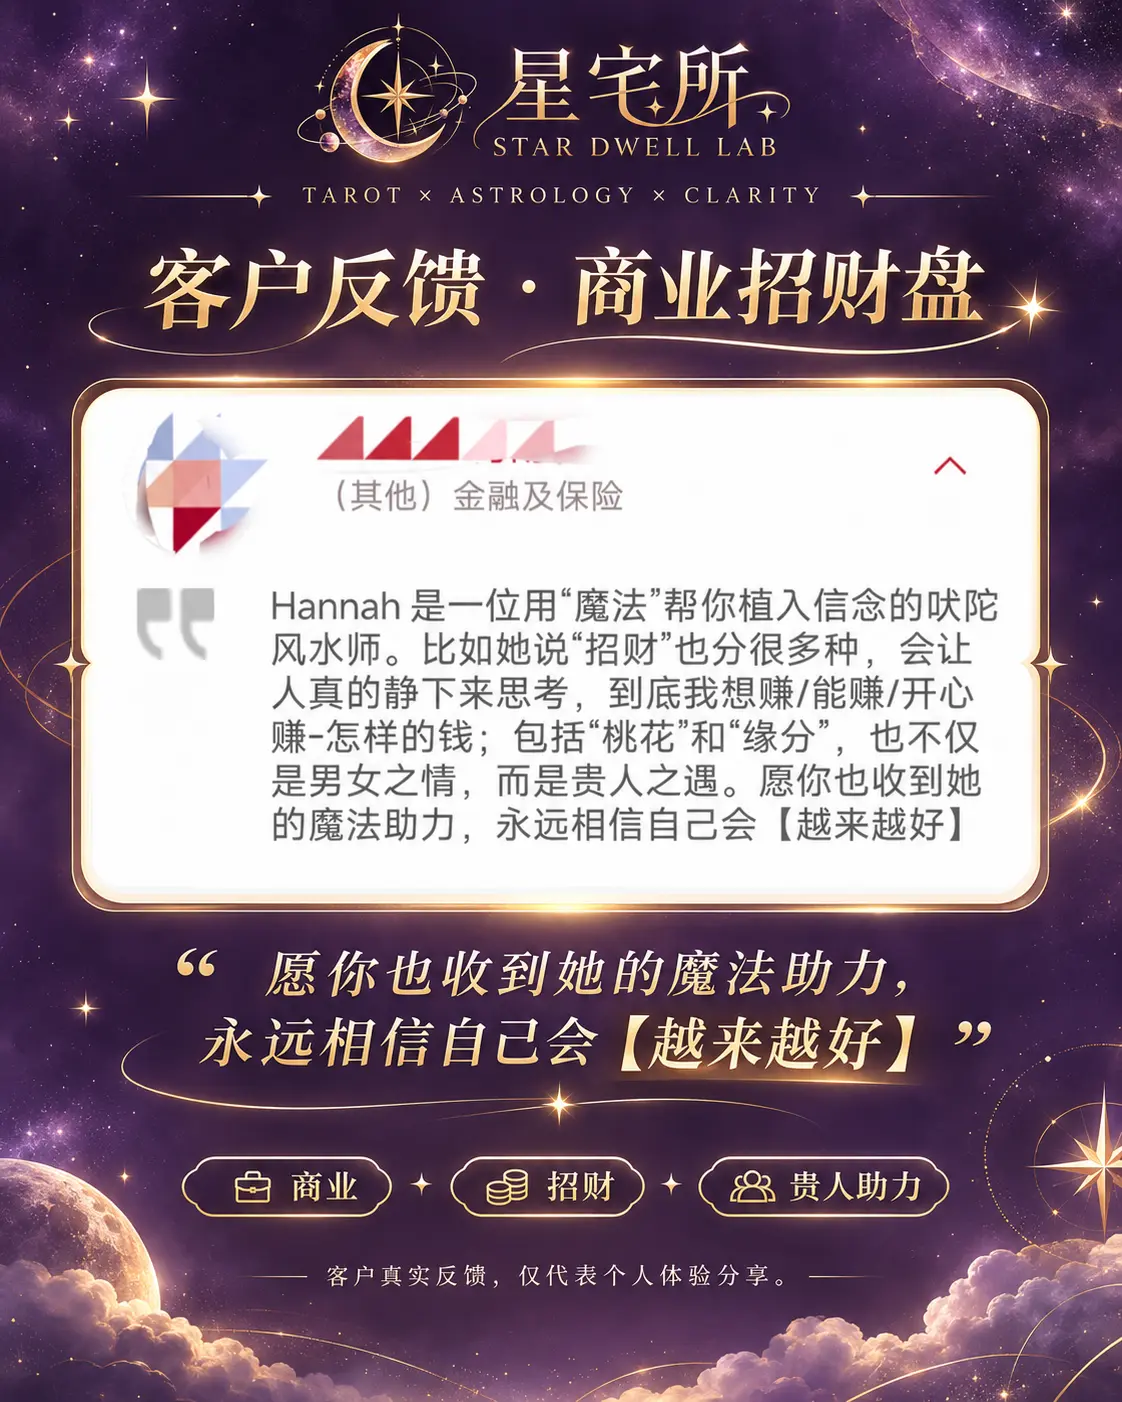 星宅所
STAR DWELL LAB
TAROT × ASTROLOGY × CLARITY
客户反馈·商业招财盘
（其他）金融及保险
Hannah 是一位用“魔法”帮你植入信念的吠陀
风水师。比如她说“招财”也分很多种，会让
人真的静下来思考，到底我想赚/能赚/开心
赚-怎样的钱；包括“桃花”和“缘分”，也不仅
是男女之情，而是贵人之遇。愿你也收到她
的魔法助力，永远相信自己会【越来越好】
“愿你也收到她的魔法助力，
永远相信自己会【越来越好】”
商业
招财
贵人助力
客户真实反馈，仅代表个人体验分享。